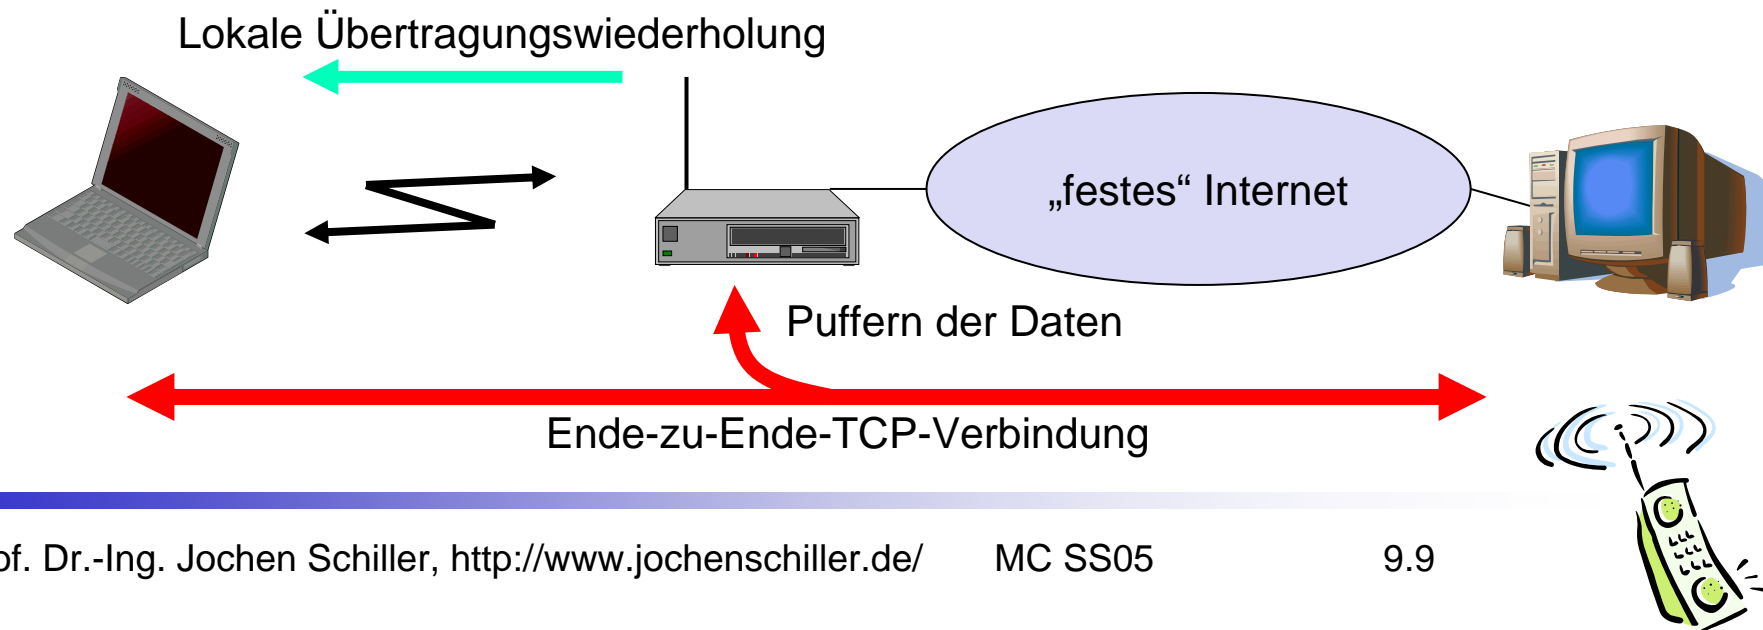 Lokale Übertragungswiederholung
„festes“ Internet
Puffern der Daten
Ende-zu-Ende-TCP-Verbindung
of. Dr.-Ing. Jochen Schiller, http://www.jochenschiller.de/ MC SS05 9.9